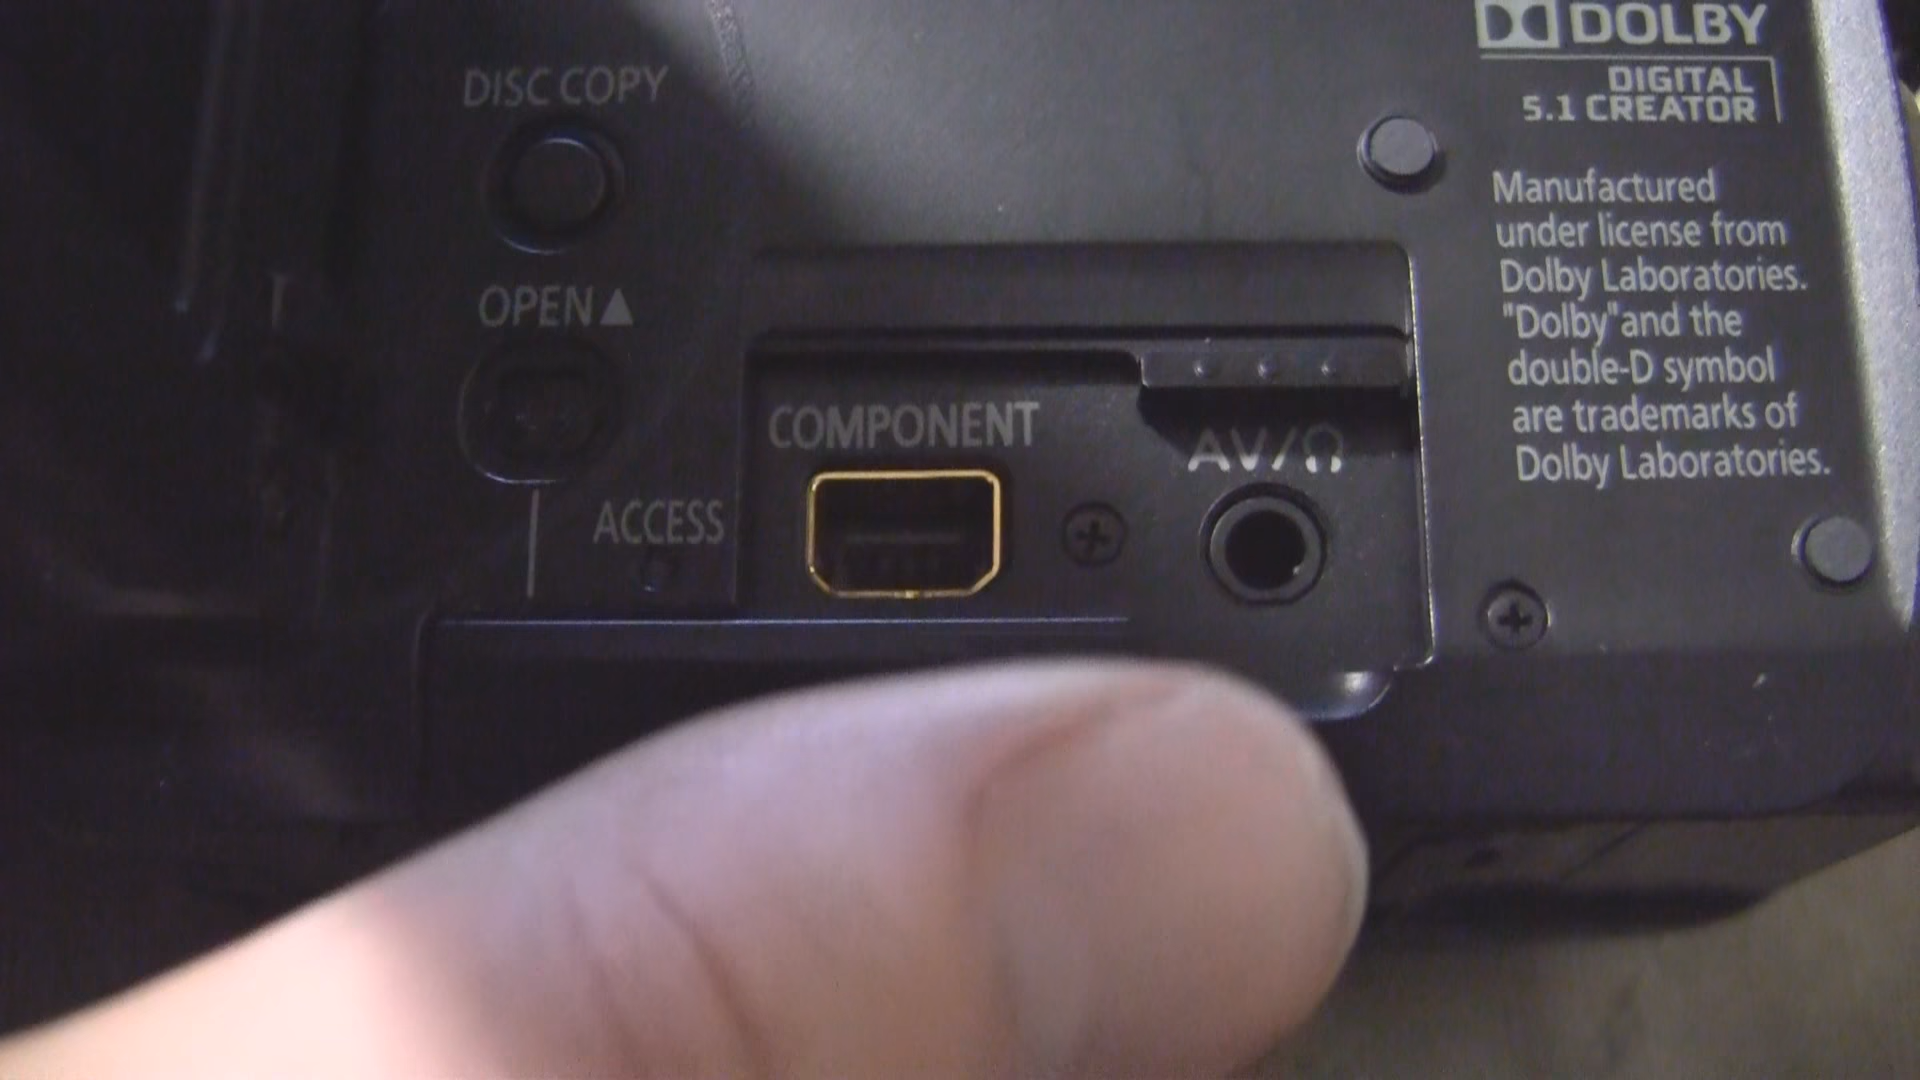 DISC COPY
OPEN▲
ACCESS
COMPONENT
AV/Ω
DOLBY
DIGITAL
5.1 CREATOR
Manufactured
under license from
Dolby Laboratories.
"Dolby"and the
double-D symbol
are trademarks of
Dolby Laboratories.